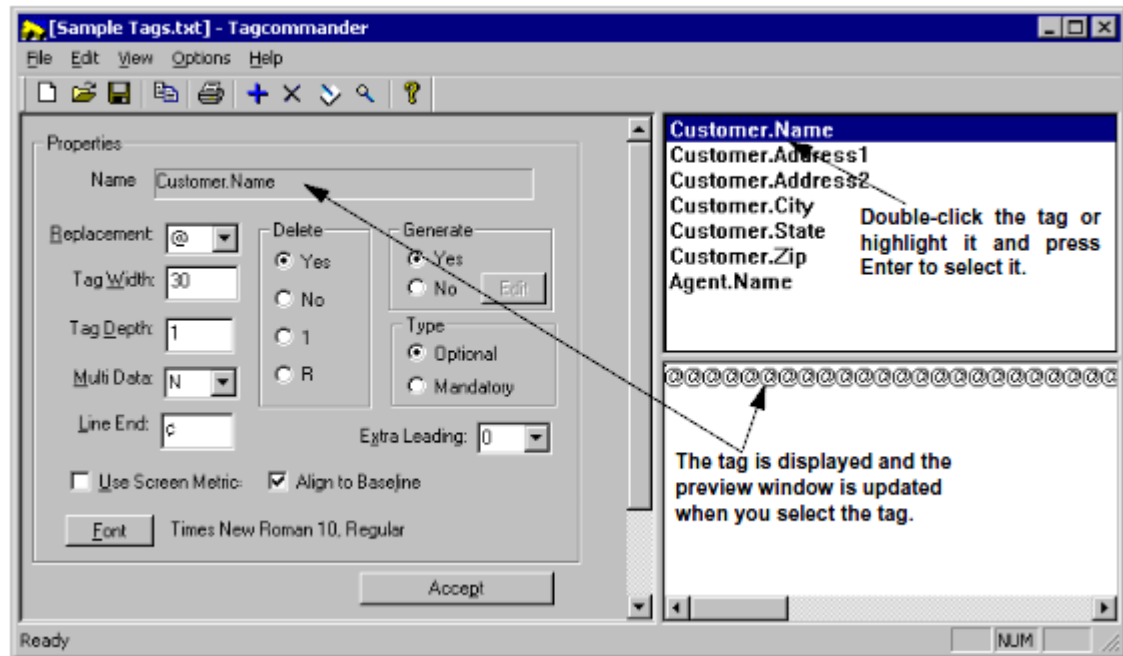 [Sample Tags.txt] - Tagcommander
File Edit View Options Help
Properties
Name Customer.Name
Replacement: @
Tag Width: 30
Tag Depth: 1
Multi Data: N
Line End: ¢
Delete
Yes
No
1
R
Generate
Yes
No Edit
Type
Optional
Mandatory
Extra Leading: 0
Use Screen Metric: Align to Baseline
Font Times New Roman 10, Regular
Accept
Customer.Name
Customer.Address1
Customer.Address2
Customer.City
Customer.State
Customer.Zip
Agent.Name
Double-click the tag or
highlight it and press
Enter to select it.
@@@@@@@@@@@@@@@@@@@@@@@@@
The tag is displayed and the
preview window is updated
when you select the tag.
Ready NUM